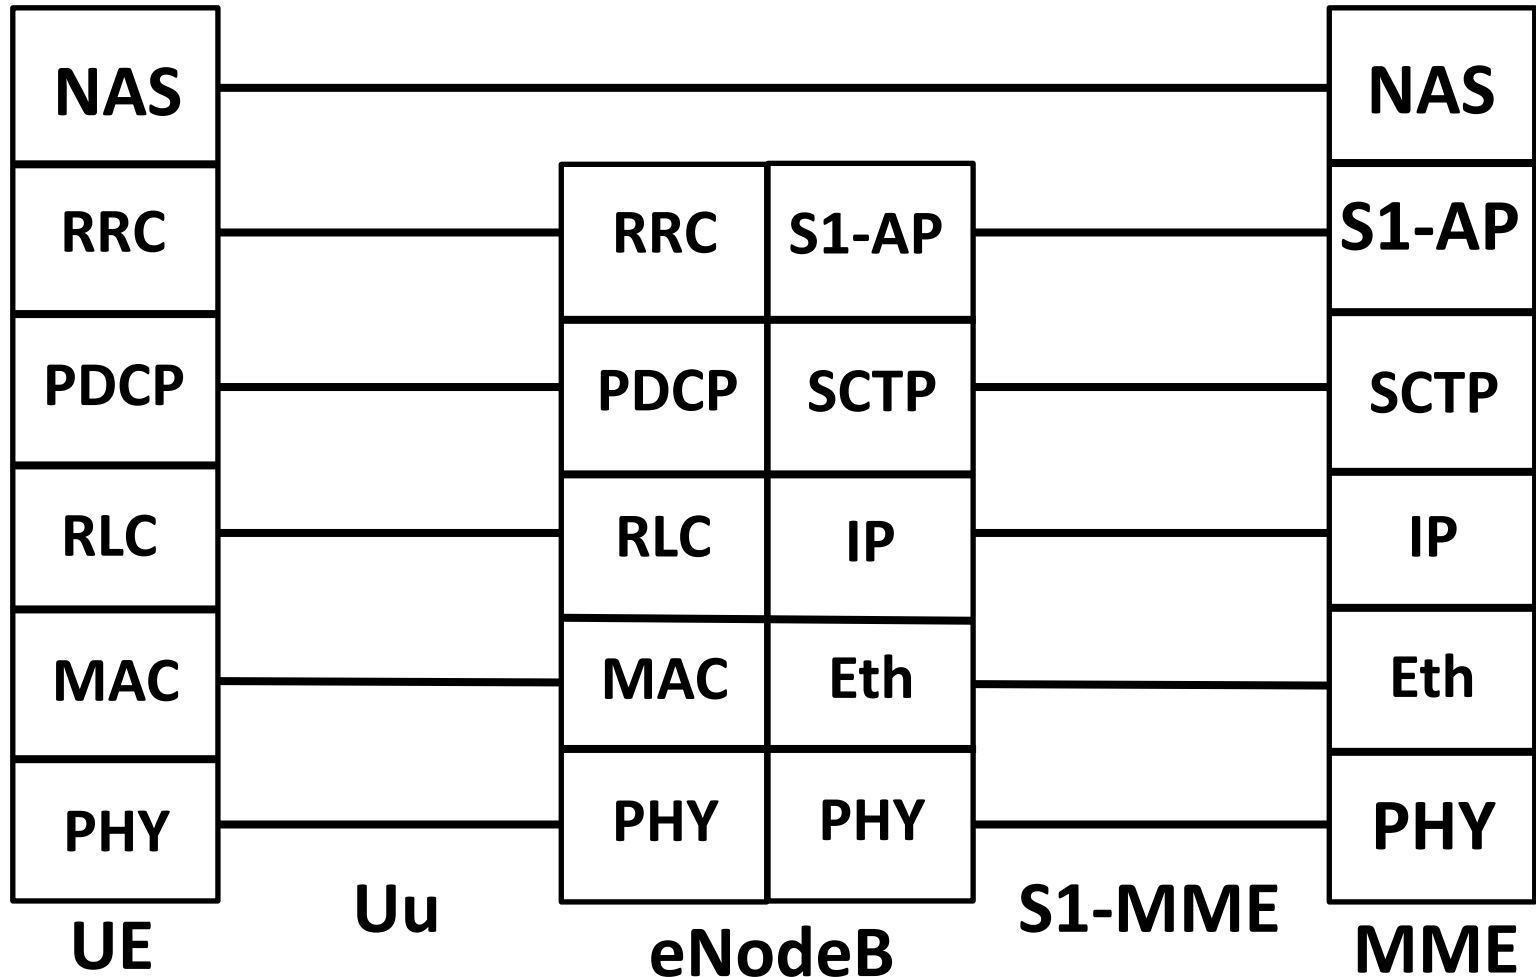 NAS NAS
RRC RRC S1-AP S1-AP
PDCP PDCP SCTP SCTP
RLC RLC IP IP
MAC MAC Eth Eth
PHY PHY PHY PHY
Uu S1-MME
UE eNodeB MME